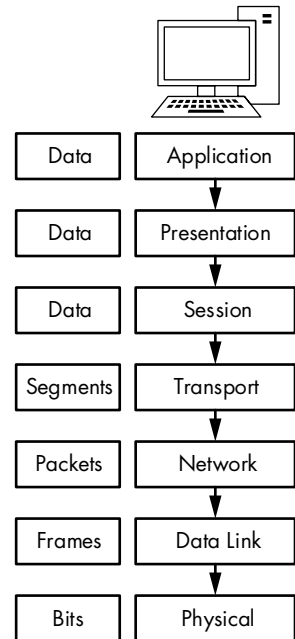 Data Application
Data Presentation
Data Session
Segments Transport
Packets Network
Frames Data Link
Bits Physical